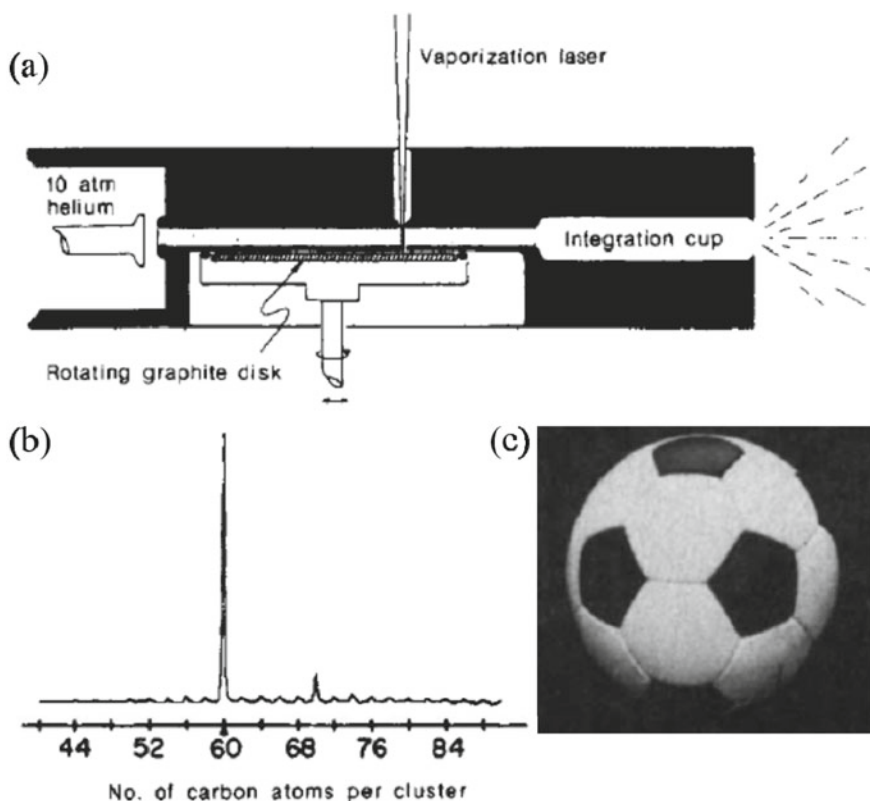 (a)
Vaporization laser
10 atm
helium
Integration cup
Rotating graphite disk
(b)
(c)
44 52 60 68 76 84
No. of carbon atoms per cluster